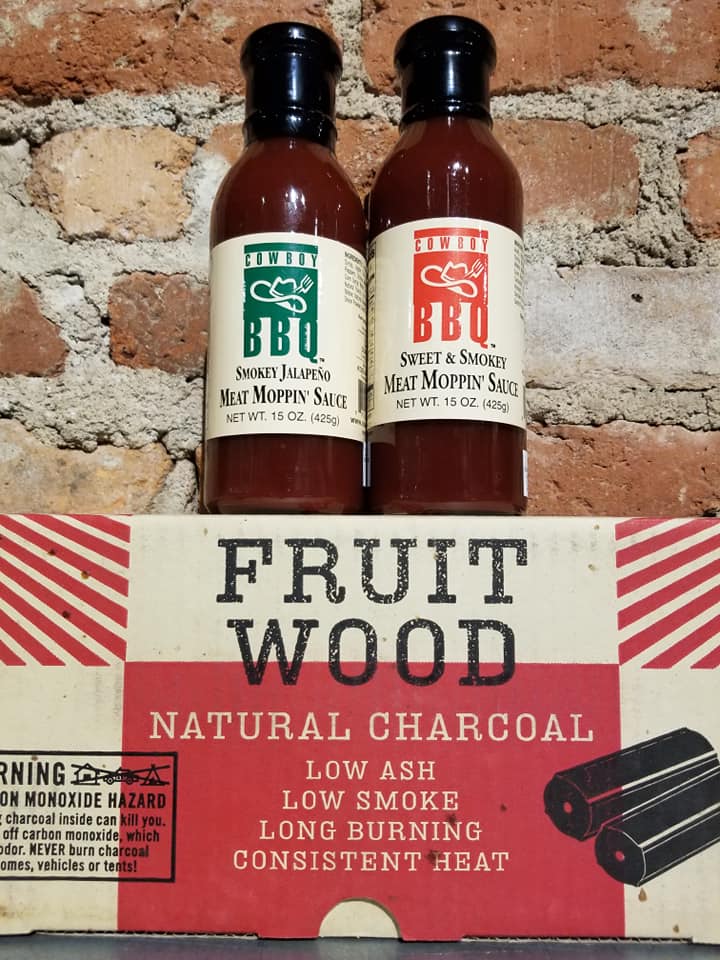 COWBOY
BBQ™
SMOKEY JALAPEÑO
MEAT MOPPIN' SAUCE
NET WT. 15 OZ. (425g)
COWBOY
BBQ™
SWEET & SMOKEY
MEAT MOPPIN' SAUCE
NET WT. 15 OZ. (425g)
FRUIT
WOOD
NATURAL CHARCOAL
LOW ASH
LOW SMOKE
LONG BURNING
CONSISTENT HEAT
RNING
ON MONOXIDE HAZARD
g charcoal inside can kill you.
off carbon monoxide, which
odor. NEVER burn charcoal
omes, vehicles or tents!